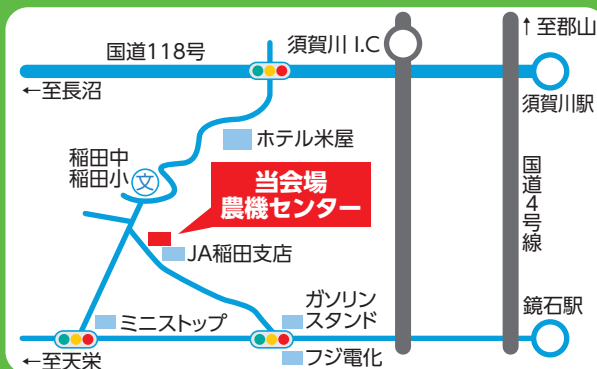 国道118号
須賀川 I.C
↑至郡山
←至長沼
須賀川駅
ホテル米屋
稲田中
稲田小
文
当会場
農機センター
国道4号線
JA稲田支店
ガソリン
スタンド
ミニストップ
鏡石駅
←至天栄
フジ電化